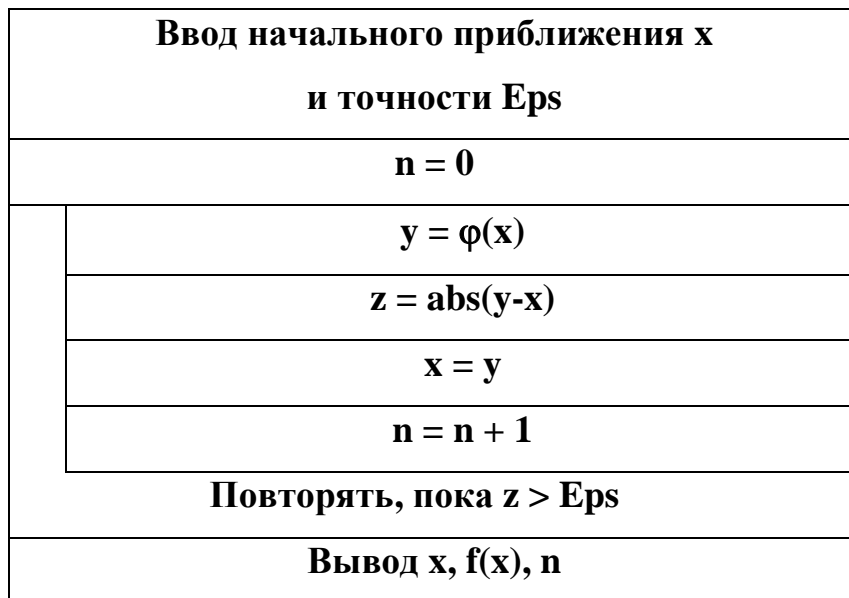 Ввод начального приближения x
и точности Eps
n = 0
y = φ(x)
z = abs(y-x)
x = y
n = n + 1
Повторять, пока z > Eps
Вывод x, f(x), n